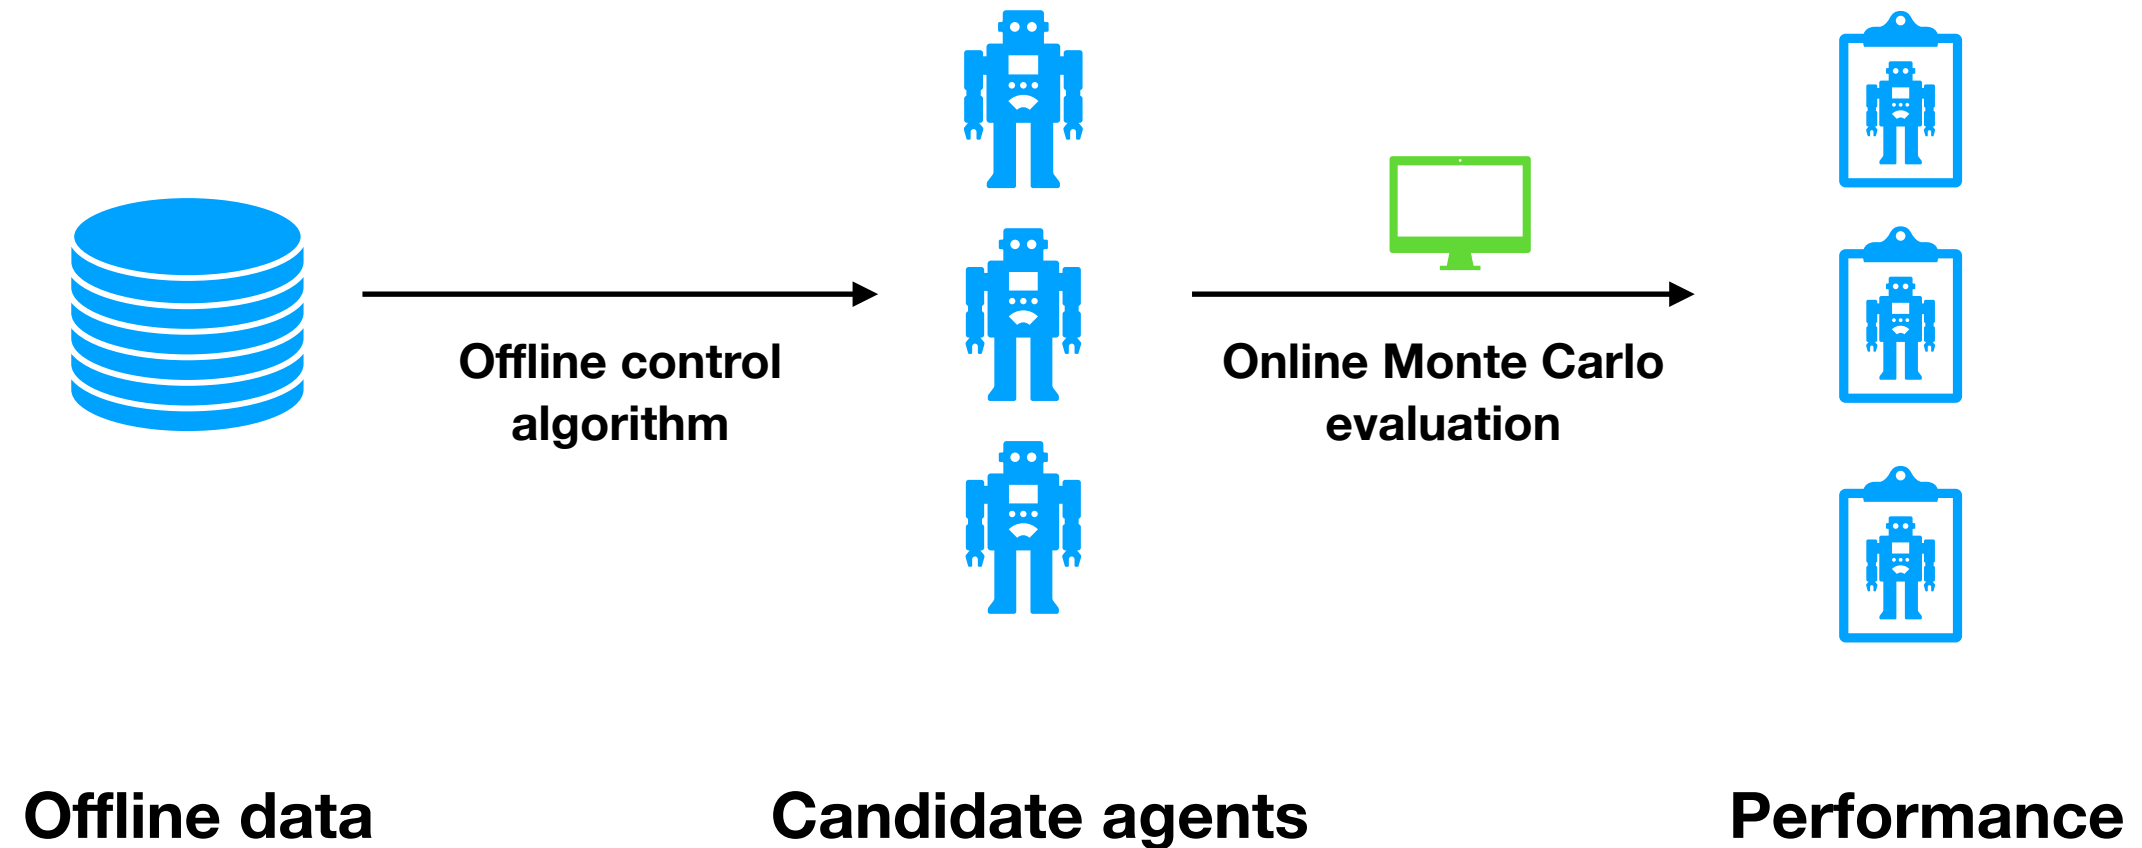 Offline control
algorithm
Online Monte Carlo
evaluation
Offline data
Candidate agents
Performance